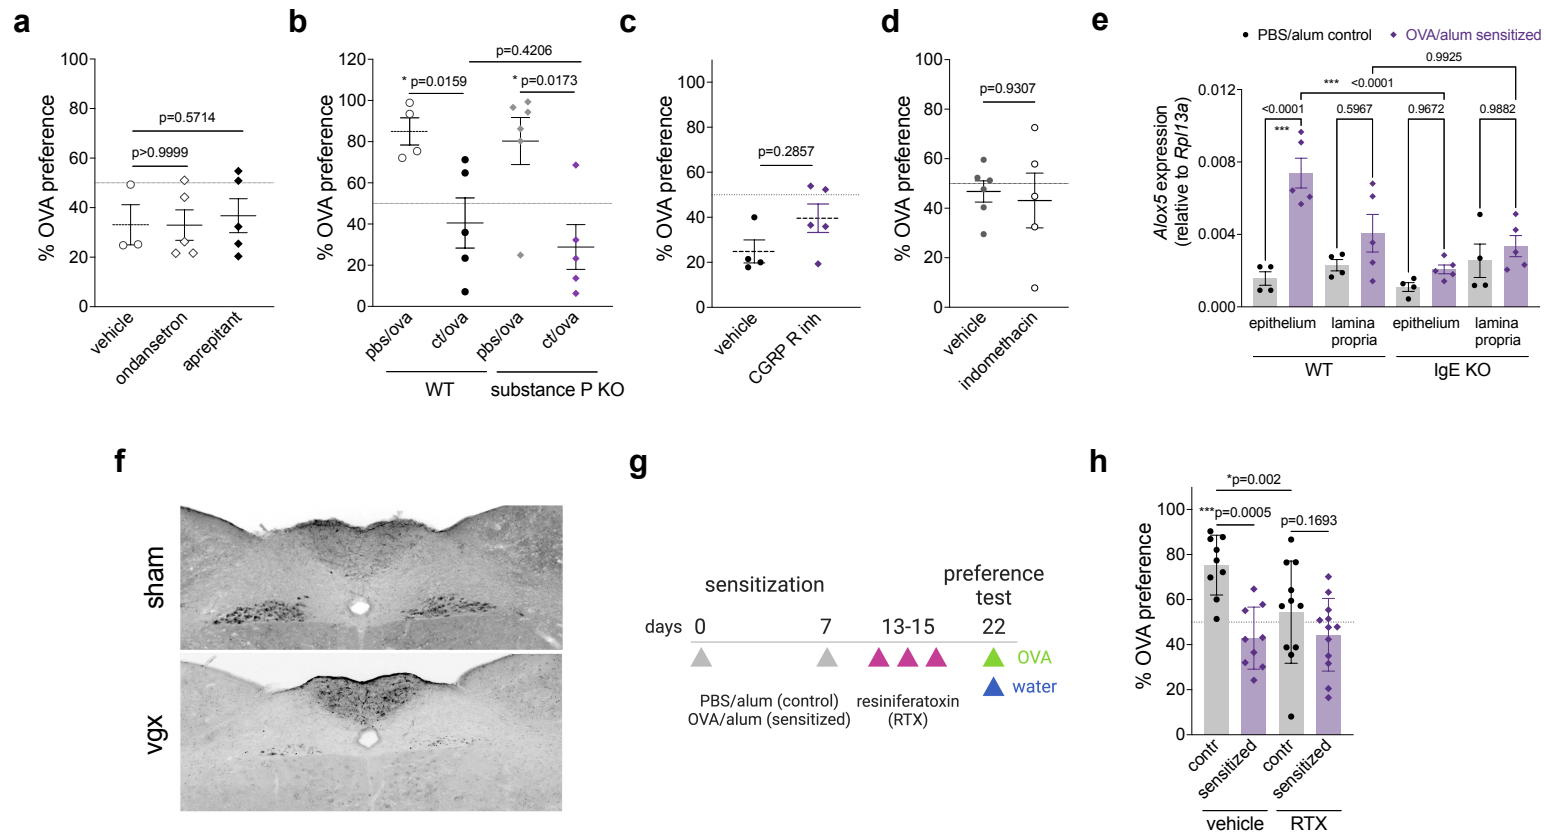 a
100
80
60
40
20
0
% OVA preference
p=0.5714
p>0.9999
vehicle
ondansetron
aprepitant
b
120
100
80
60
40
20
0
% OVA preference
p=0.4206
* p=0.0159
* p=0.0173
pbs/ova
ct/ova
pbs/ova
ct/ova
WT
substance P KO
c
100
80
60
40
20
0
% OVA preference
p=0.2857
vehicle
CGRP R inh
d
100
80
60
40
20
0
% OVA preference
p=0.9307
vehicle
indomethacin
e
PBS/alum control
OVA/alum sensitized
0.012
0.008
0.004
0.000
Alox5 expression
(relative to Rpl13a)
0.9925
*** <0.0001
<0.0001
***
0.5967
0.9672
0.9882
epithelium
lamina
propria
epithelium
lamina
propria
WT
IgE KO
f
sham
vgx
g
sensitization
preference
test
days 0 7 13-15 22
OVA
water
PBS/alum (control)
OVA/alum (sensitized)
resiniferatoxin
(RTX)
h
100
80
60
40
20
0
% OVA preference
*p=0.002
***p=0.0005
p=0.1693
contr
sensitized
contr
sensitized
vehicle
RTX